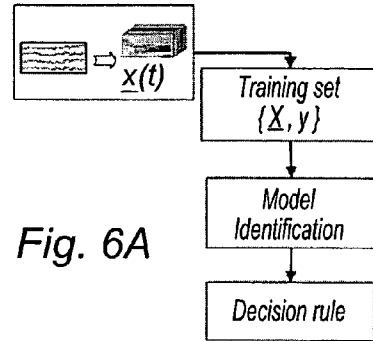 x(t)
Training set
{X, y}
Model
Identification
Fig. 6A
Decision rule